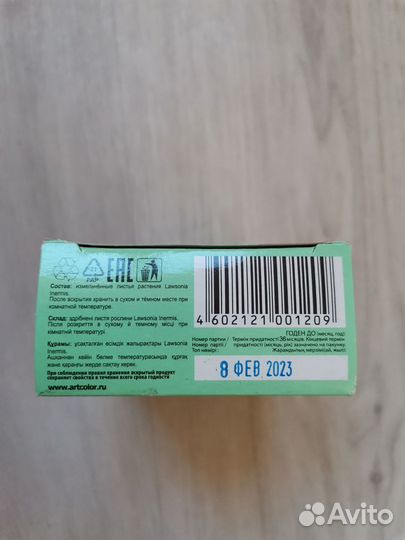 PAP
EAC
Состав: измельчённые листья растения Lawsonia
Inermis.
После вскрытия хранить в сухом и тёмном месте при
комнатной температуре.
Склад: здрібнені листя рослини Lawsonia Inermis.
Після розкриття в сухому й темному місці при
кімнатній температурі.
Құрамы: ұсақталған өсімдік жапырақтары Lawsonia
Inermis.
Ашқаннан кейін бөлме температурасында құрғақ
және қараңғы жерде сақтау керек.
При соблюдении правил хранения вскрытый продукт
сохраняет свойства в течение всего срока годности
www.artcolor.ru
4 602121 001209
ГОДЕН ДО (месяц, год)
Номер партии / Термін придатності 36 місяців. Кінцевий термін
Номер партії / придатності (місяць, рік) зазначено на пакунку.
Топ нөмірі: Жарамдылық мерзімі(ай, жыл)
8 ФЕВ 2023
Avito